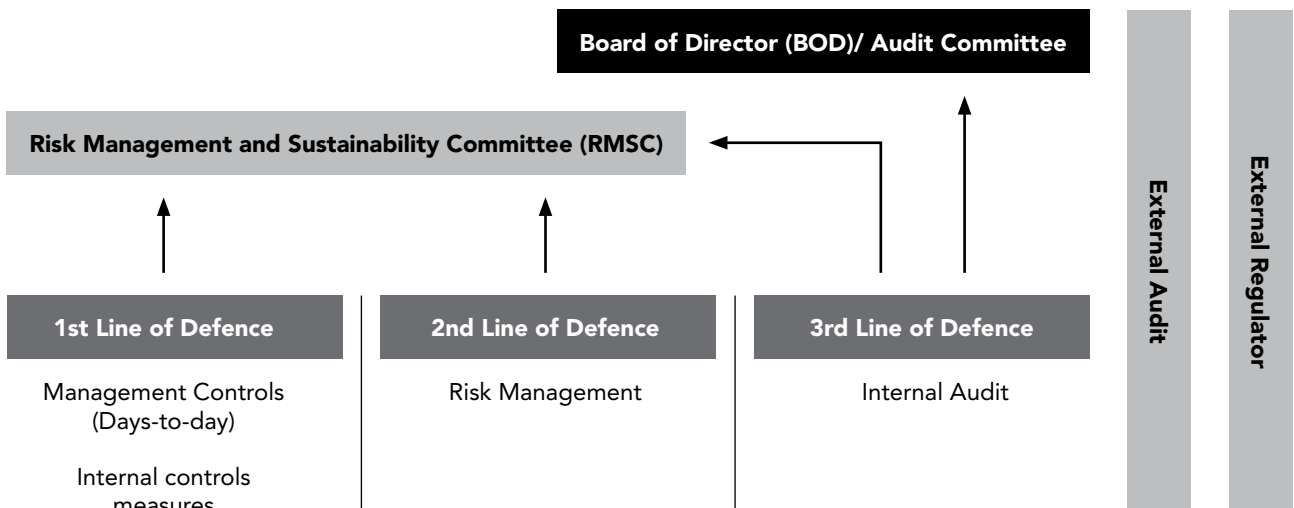 Board of Director (BOD)/ Audit Committee
Risk Management and Sustainability Committee (RMSC)
1st Line of Defence
Management Controls
(Days-to-day)
Internal controls
measures
2nd Line of Defence
Risk Management
3rd Line of Defence
Internal Audit
External Audit
External Regulator